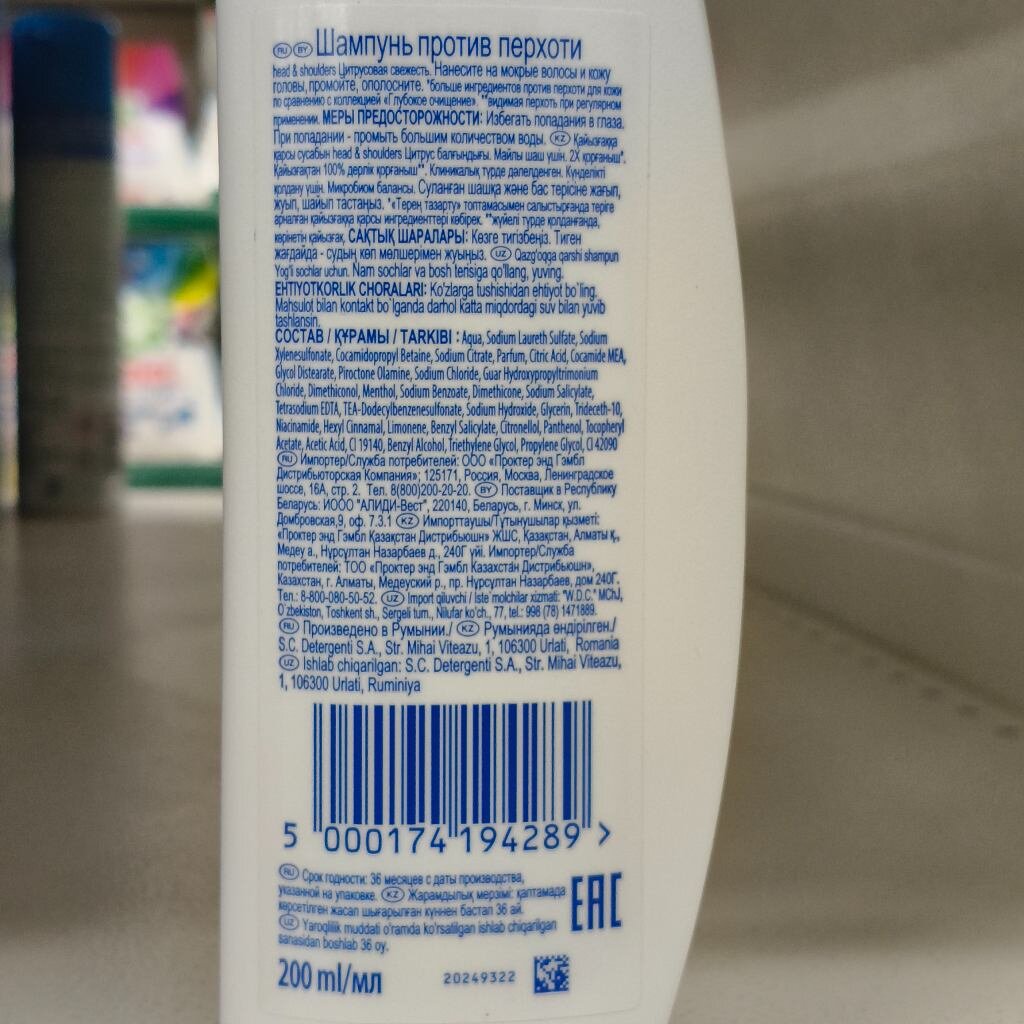 RU BY Шампунь против перхоти
head & shoulders Цитрусовая свежесть. Нанесите на мокрые волосы и кожу
головы, промойте, ополосните. *больше ингредиентов против перхоти для кожи
по сравнению с коллекцией «Глубокое очищение». **видимая перхоть при регулярном
применении. МЕРЫ ПРЕДОСТОРОЖНОСТИ: Избегать попадания в глаза.
При попадании - промыть большим количеством воды. KZ Қайызғаққа
қарсы сусабын head & shoulders Цитрус балғындығы. Майлы шаш үшін. 2X қорғаныш*.
Қайызғақтан 100% дерлік қорғаныш**. Клиникалық түрде дәлелденген. Күнделікті
қолдану үшін. Микробиом балансы. Суланған шашқа және бас терісіне жағып,
жуып, шайып тастаңыз. *«Терең тазарту» топтамасымен салыстырғанда теріге
арналған қайызғаққа қарсы ингредиенттері көбірек. **жүйелі түрде қолданғанда,
көрінетін қайызғақ. САҚТЫҚ ШАРАЛАРЫ: Көзге тигізбеңіз. Тиген
жағдайда - судың көп мөлшерімен жуыңыз. UZ Qazg'oqqa qarshi shampun
Yog'li sochlar uchun. Nam sochlar va bosh terisiga qo'llang, yuving.
EHTIYOTKORLIK CHORALARI: Ko'zlarga tushishidan ehtiyot bo`ling.
Mahsulot bilan kontakt bo`lganda darhol katta miqdordagi suv bilan yuvib
tashlansin.
СОСТАВ / ҚҰРАМЫ / TARKIBI : Aqua, Sodium Laureth Sulfate, Sodium
Xylenesulfonate, Cocamidopropyl Betaine, Sodium Citrate, Parfum, Citric Acid, Cocamide MEA,
Glycol Distearate, Piroctone Olamine, Sodium Chloride, Guar Hydroxypropyltrimonium
Chloride, Dimethiconol, Menthol, Sodium Benzoate, Dimethicone, Sodium Salicylate,
Tetrasodium EDTA, TEA-Dodecylbenzenesulfonate, Sodium Hydroxide, Glycerin, Trideceth-10,
Niacinamide, Hexyl Cinnamal, Limonene, Benzyl Salicylate, Citronellol, Panthenol, Tocopheryl
Acetate, Acetic Acid, CI 19140, Benzyl Alcohol, Triethylene Glycol, Propylene Glycol, CI 42090
RU Импортер/Служба потребителей: ООО «Проктер энд Гэмбл
Дистрибьюторская Компания»; 125171, Россия, Москва, Ленинградское
шоссе, 16А, стр. 2. Тел. 8(800)200-20-20. BY Поставщик в Республику
Беларусь: ИООО "АЛИДИ-Вест", 220140, Беларусь, г. Минск, ул.
Домбровская,9, оф. 7.3.1 KZ Импорттаушы/Тұтынушылар қызметі:
«Проктер энд Гэмбл Қазақстан Дистрибьюшн» ЖШС, Қазақстан, Алматы қ.,
Медеу а., Нұрсұлтан Назарбаев д., 240Г үйі. Импортер/Служба
потребителей: ТОО «Проктер энд Гэмбл Казахстан Дистрибьюшн»,
Казахстан, г. Алматы, Медеуский р., пр. Нурсултан Назарбаев, дом 240Г.
Тел.: 8-800-080-50-52. UZ Import qiluvchi / Iste`molchilar xizmati: "W.D.C." MChJ,
O`zbekiston, Toshkent sh., Sergeli tum., Nilufar ko'ch., 77, tel.: 998 (78) 1471889.
RU Произведено в Румынии./ KZ Румынияда өндірілген./
S.C. Detergenti S.A., Str. Mihai Viteazu, 1, 106300 Urlati, Romania
UZ Ishlab chiqarilgan: S.C. Detergenti S.A., Str. Mihai Viteazu,
1, 106300 Urlati, Ruminiya
5 000174 194289 >
RU Срок годности: 36 месяцев с даты производства,
указанной на упаковке. KZ Жарамдылық мерзімі: қаптамада
көрсетілген жасап шығарылған күннен бастап 36 ай.
UZ Yaroqlilik muddati o'ramda ko'rsatilgan ishlab chiqarilgan
sanasidan boshlab 36 oy.
EAC
200 ml/мл
20249322